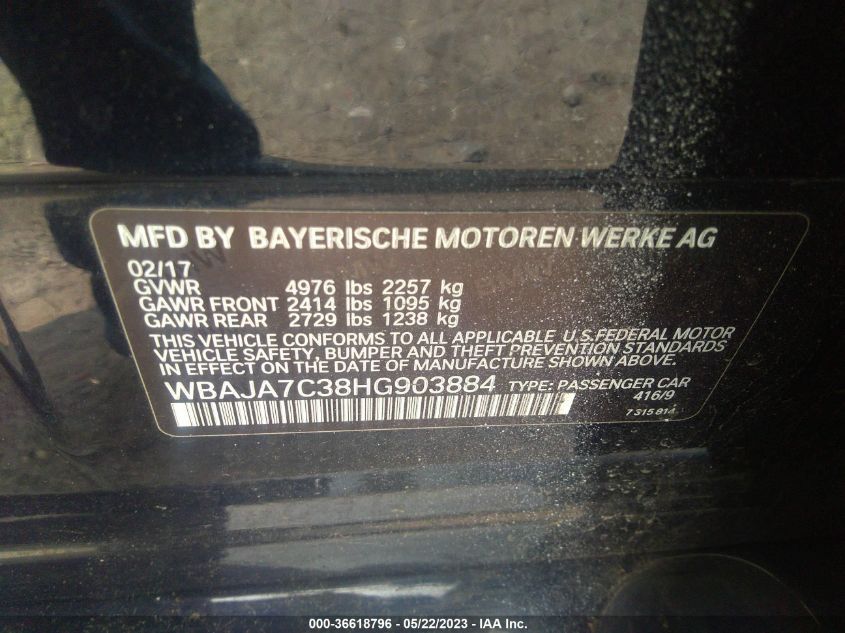 MFD BY BAYERISCHE MOTOREN WERKE AG
02/17
GVWR 4976 lbs 2257 kg
GAWR FRONT 2414 lbs 1095 kg
GAWR REAR 2729 lbs 1238 kg
THIS VEHICLE CONFORMS TO ALL APPLICABLE U.S.FEDERAL MOTOR
VEHICLE SAFETY, BUMPER AND THEFT PREVENTION STANDARDS
IN EFFECT ON THE DATE OF MANUFACTURE SHOWN ABOVE.
WBAJA7C38HG903884 TYPE: PASSENGER CAR
416/9
7315814
000-36618796 - 05/22/2023 - IAA Inc.